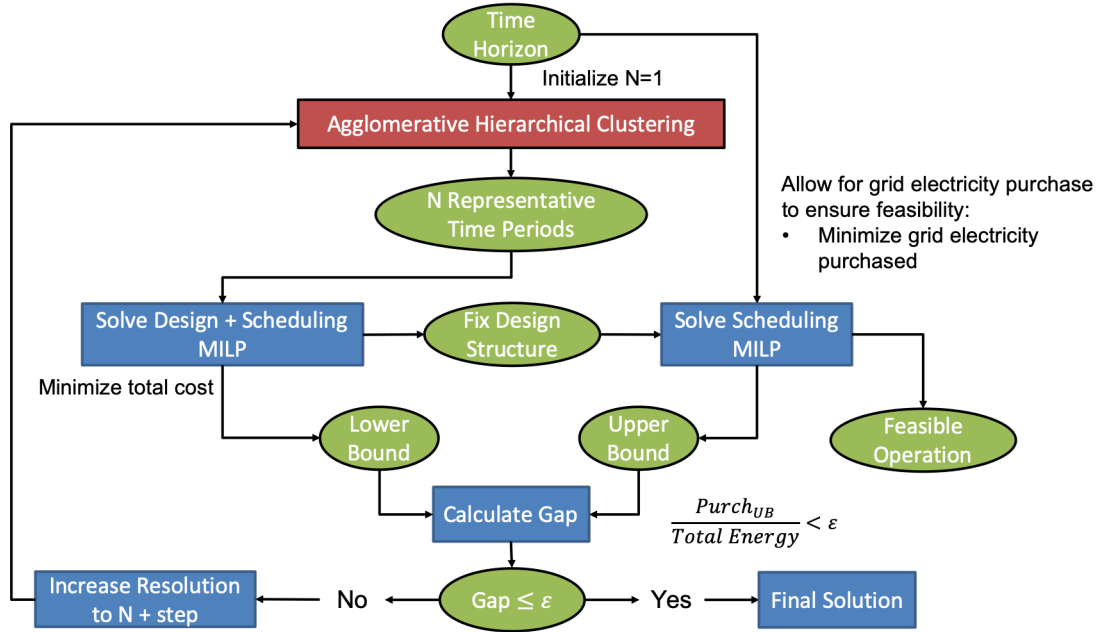 Time
Horizon
Initialize N=1
Agglomerative Hierarchical Clustering
N Representative
Time Periods
Allow for grid electricity purchase
to ensure feasibility:
• Minimize grid electricity
purchased
Solve Design + Scheduling
MILP
Fix Design
Structure
Solve Scheduling
MILP
Minimize total cost
Lower
Bound
Upper
Bound
Feasible
Operation
Calculate Gap
Purch_UB
Total Energy < ε
Increase Resolution
to N + step
No
Gap ≤ ε
Yes
Final Solution